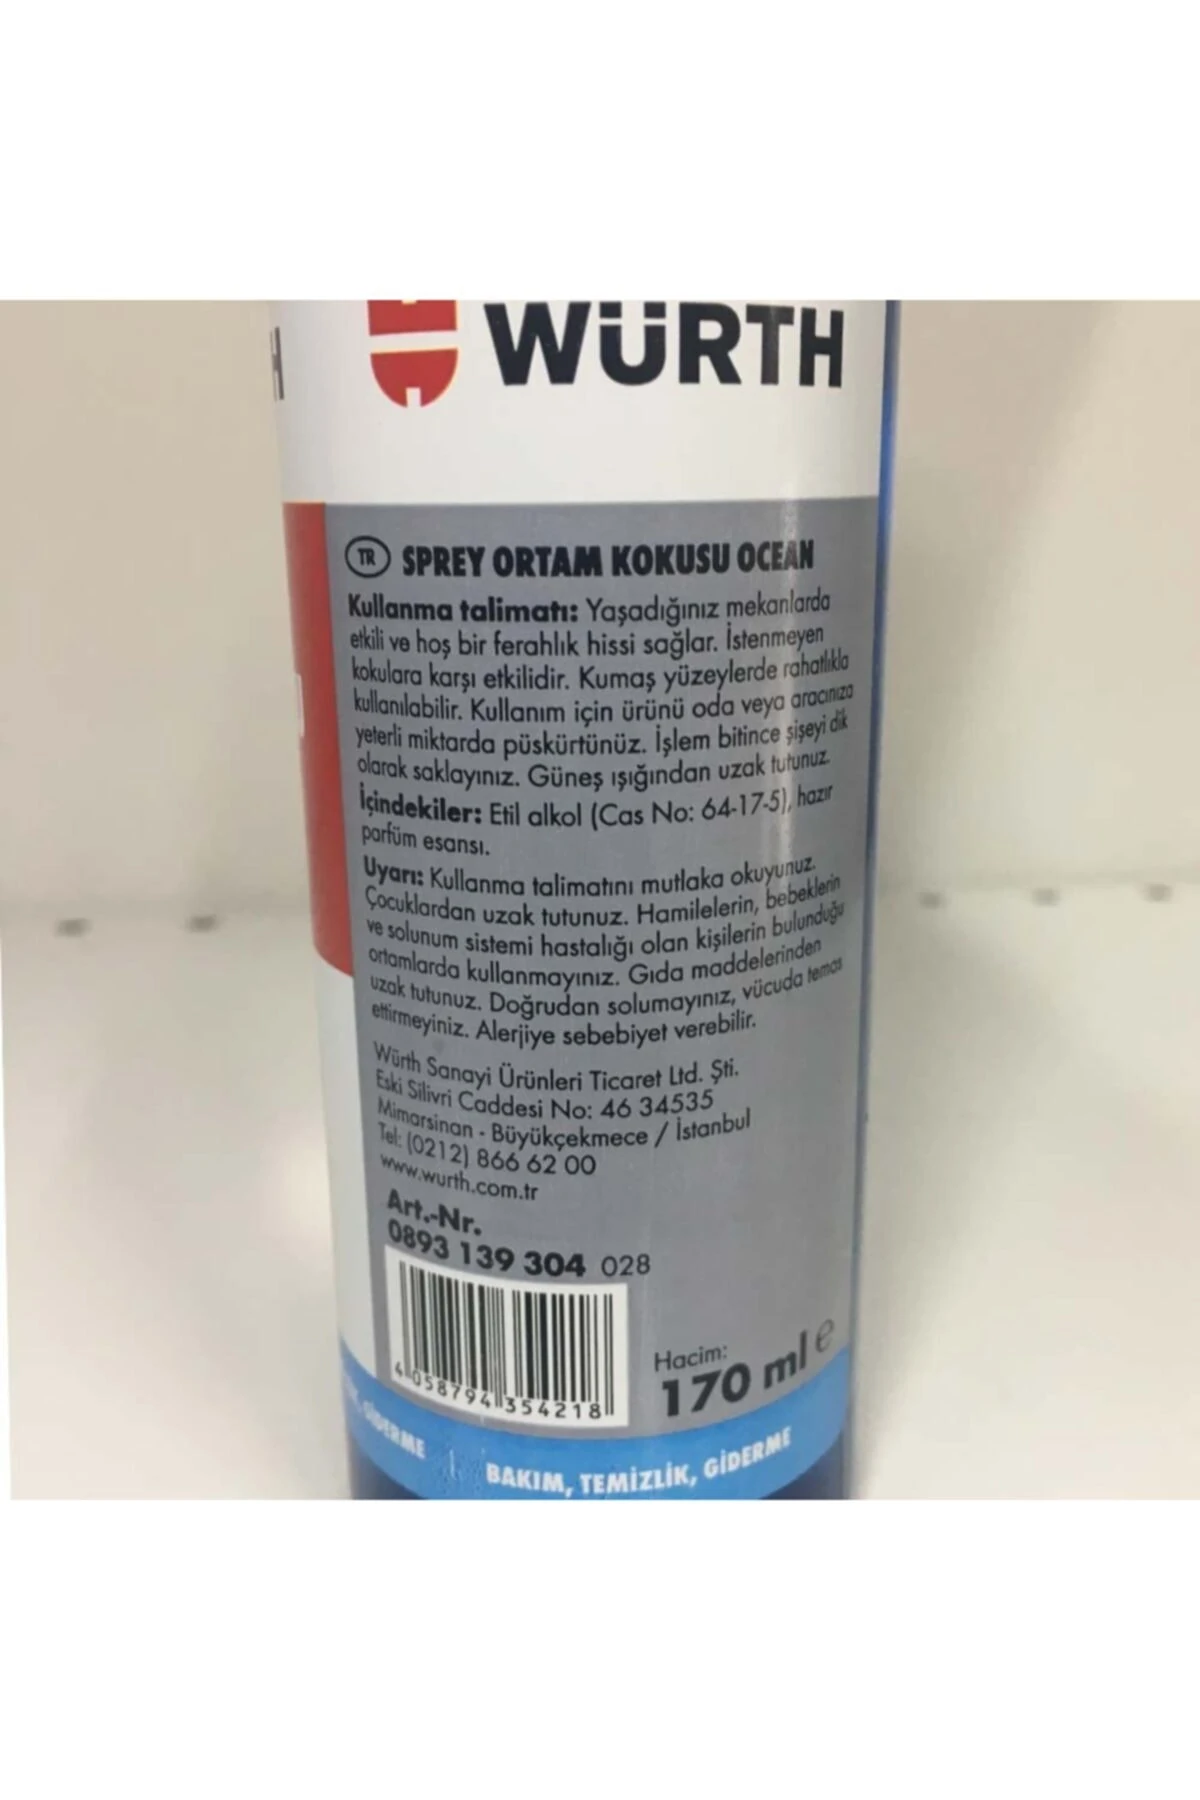 WÜRTH
TR SPREY ORTAM KOKUSU OCEAN
Kullanma talimatı: Yaşadığınız mekanlarda
etkili ve hoş bir ferahlık hissi sağlar. İstenmeyen
kokulara karşı etkilidir. Kumaş yüzeylerde rahatlıkla
kullanılabilir. Kullanım için ürünü oda veya aracınıza
yeterli miktarda püskürtünüz. İşlem bitince şişeyi dik
olarak saklayınız. Güneş ışığından uzak tutunuz.
İçindekiler: Etil alkol (Cas No: 64-17-5), hazır
parfüm esansı.
Uyarı: Kullanma talimatını mutlaka okuyunuz.
Çocuklardan uzak tutunuz. Hamilelerin, bebeklerin
ve solunum sistemi hastalığı olan kişilerin bulunduğu
ortamlarda kullanmayınız. Gıda maddelerinden
uzak tutunuz. Doğrudan solumayınız, vücuda temas
ettirmeyiniz. Alerjiye sebebiyet verebilir.
Würth Sanayi Ürünleri Ticaret Ltd. Şti.
Eski Silivri Caddesi No: 46 34535
Mimarsinan - Büyükçekmece / İstanbul
Tel: (0212) 866 62 00
www.wurth.com.tr
Art.-Nr.
0893 139 304 028
4 058794 354218
Hacim:
170 ml e
GİDERME
BAKIM, TEMİZLİK, GİDERME